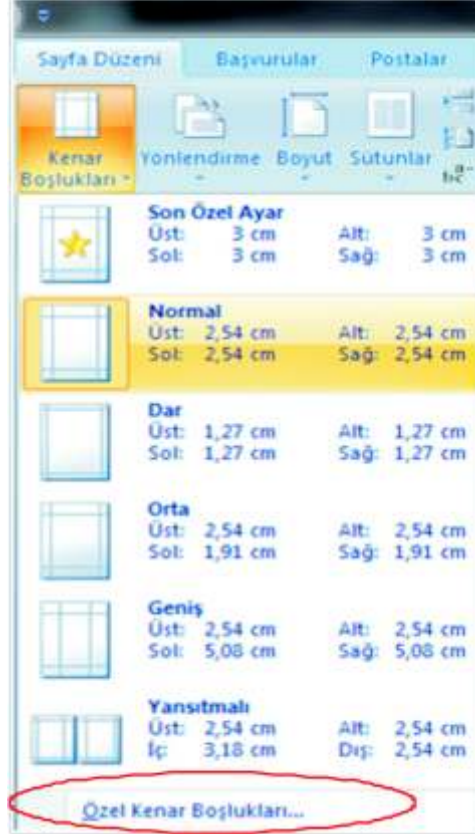 Sayfa Düzeni Başvurular Postalar
Kenar Boşlukları Yönlendirme Boyut Sütunlar
Son Özel Ayar
Üst: 3 cm Alt: 3 cm
Sol: 3 cm Sağ: 3 cm
Normal
Üst: 2,54 cm Alt: 2,54 cm
Sol: 2,54 cm Sağ: 2,54 cm
Dar
Üst: 1,27 cm Alt: 1,27 cm
Sol: 1,27 cm Sağ: 1,27 cm
Orta
Üst: 2,54 cm Alt: 2,54 cm
Sol: 1,91 cm Sağ: 1,91 cm
Geniş
Üst: 2,54 cm Alt: 2,54 cm
Sol: 5,08 cm Sağ: 5,08 cm
Yansıtmalı
Üst: 2,54 cm Alt: 2,54 cm
İç: 3,18 cm Dış: 2,54 cm
Özel Kenar Boşlukları...